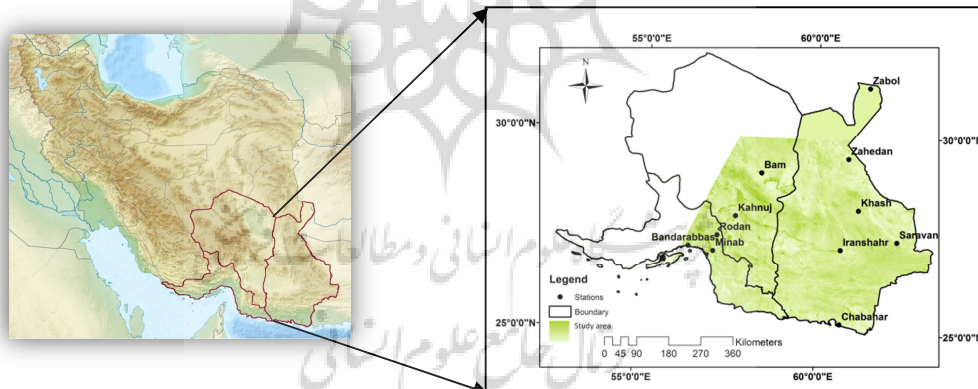 55°0'0"E 60°0'0"E
N
Zabol
30°0'0"N
30°0'0"N
Zahedan
Bam
Khash
Kahnuj
Rodan
Saravan
Bandarabbas
Minab
Iranshahr
Legend
Stations
Boundary
Study area
Chabahar
25°0'0"N
25°0'0"N
Kilometers
0 45 90 180 270 360
55°0'0"E 60°0'0"E